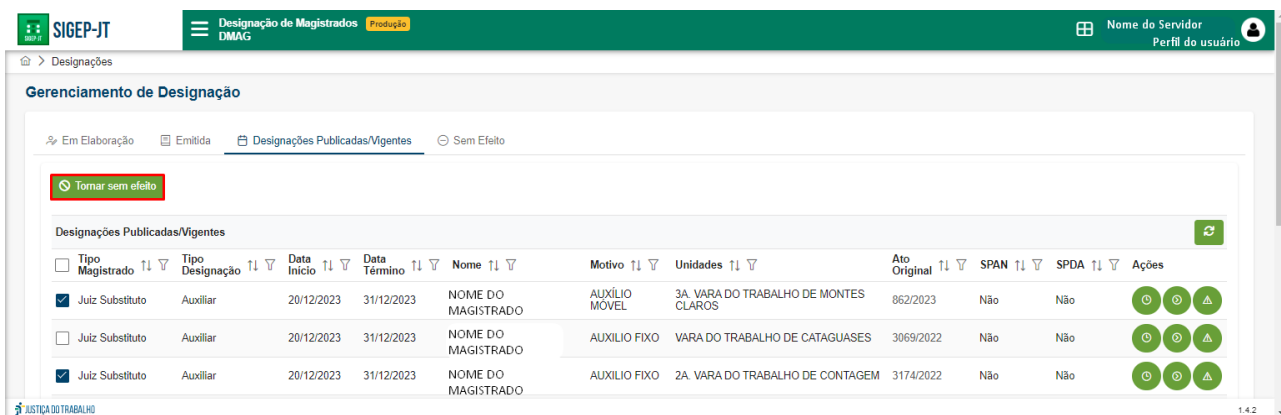 SIGEP-JT
SIGEP-JT
Designação de Magistrados Produção
DMAG
Nome do Servidor
Perfil do usuário
> Designações
Gerenciamento de Designação
Em Elaboração Emitida Designações Publicadas/Vigentes Sem Efeito
Tornar sem efeito
Designações Publicadas/Vigentes
Tipo Magistrado Tipo Designação Data Início Data Término Nome Motivo Unidades Ato Original SPAN SPDA Ações
Juiz Substituto Auxiliar 20/12/2023 31/12/2023 NOME DO MAGISTRADO AUXÍLIO MÓVEL 3A. VARA DO TRABALHO DE MONTES CLAROS 862/2023 Não Não
Juiz Substituto Auxiliar 20/12/2023 31/12/2023 NOME DO MAGISTRADO AUXILIO FIXO VARA DO TRABALHO DE CATAGUASES 3069/2022 Não Não
Juiz Substituto Auxiliar 20/12/2023 31/12/2023 NOME DO MAGISTRADO AUXILIO FIXO 2A. VARA DO TRABALHO DE CONTAGEM 3174/2022 Não Não
JUSTIÇA DO TRABALHO 1.4.2